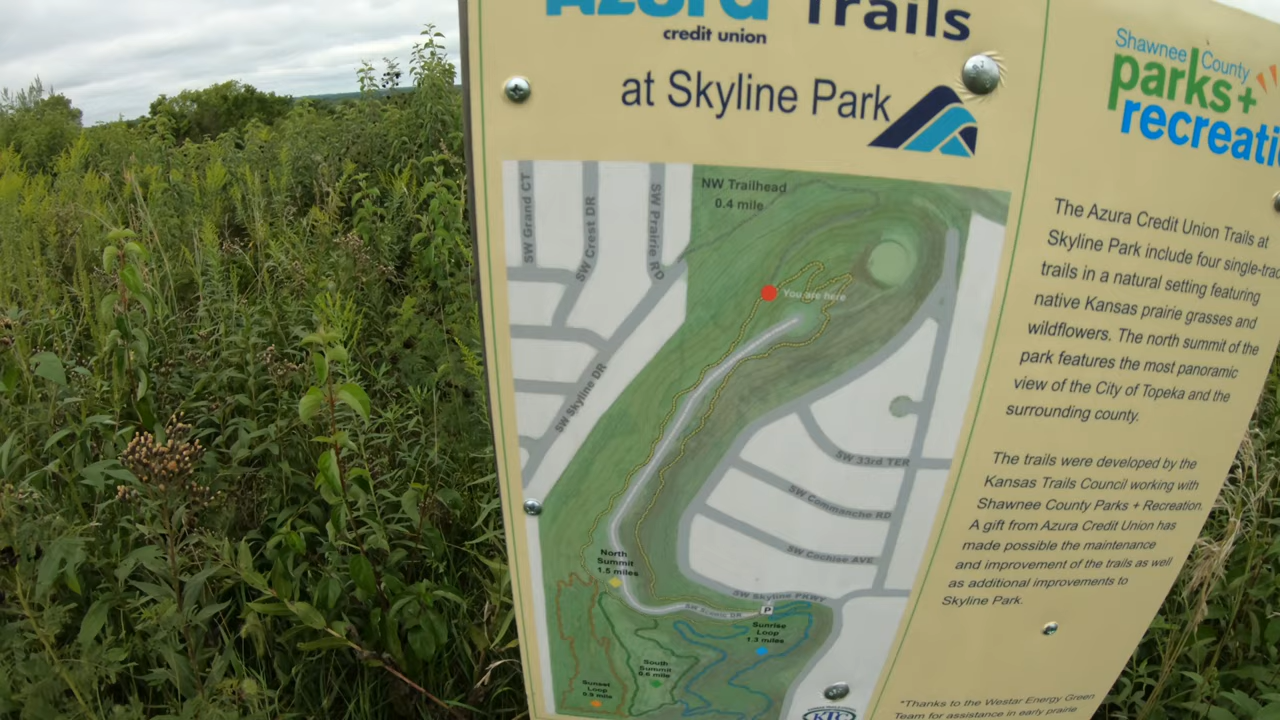 Azura Trails
credit union
at Skyline Park
Shawnee County
parks+
recreati
NW Trailhead
0.4 mile
SW Grand CT
SW Crest DR
SW Prairie RD
You are here
SW Skyline DR
SW 33rd TER
SW Commanche RD
SW Cochise AVE
North
Summit
1.5 miles
SW Skyline PKWY
SW Scenic DR
P
Sunrise
Loop
1.3 miles
South
Summit
0.6 mile
Sunset
Loop
0.9 mile
KTC
The Azura Credit Union Trails at
Skyline Park include four single-trac
trails in a natural setting featuring
native Kansas prairie grasses and
wildflowers. The north summit of the
park features the most panoramic
view of the City of Topeka and the
surrounding county.
The trails were developed by the
Kansas Trails Council working with
Shawnee County Parks + Recreation.
A gift from Azura Credit Union has
made possible the maintenance
and improvement of the trails as well
as additional improvements to
Skyline Park.
*Thanks to the Westar Energy Green
Team for assistance in early prairie